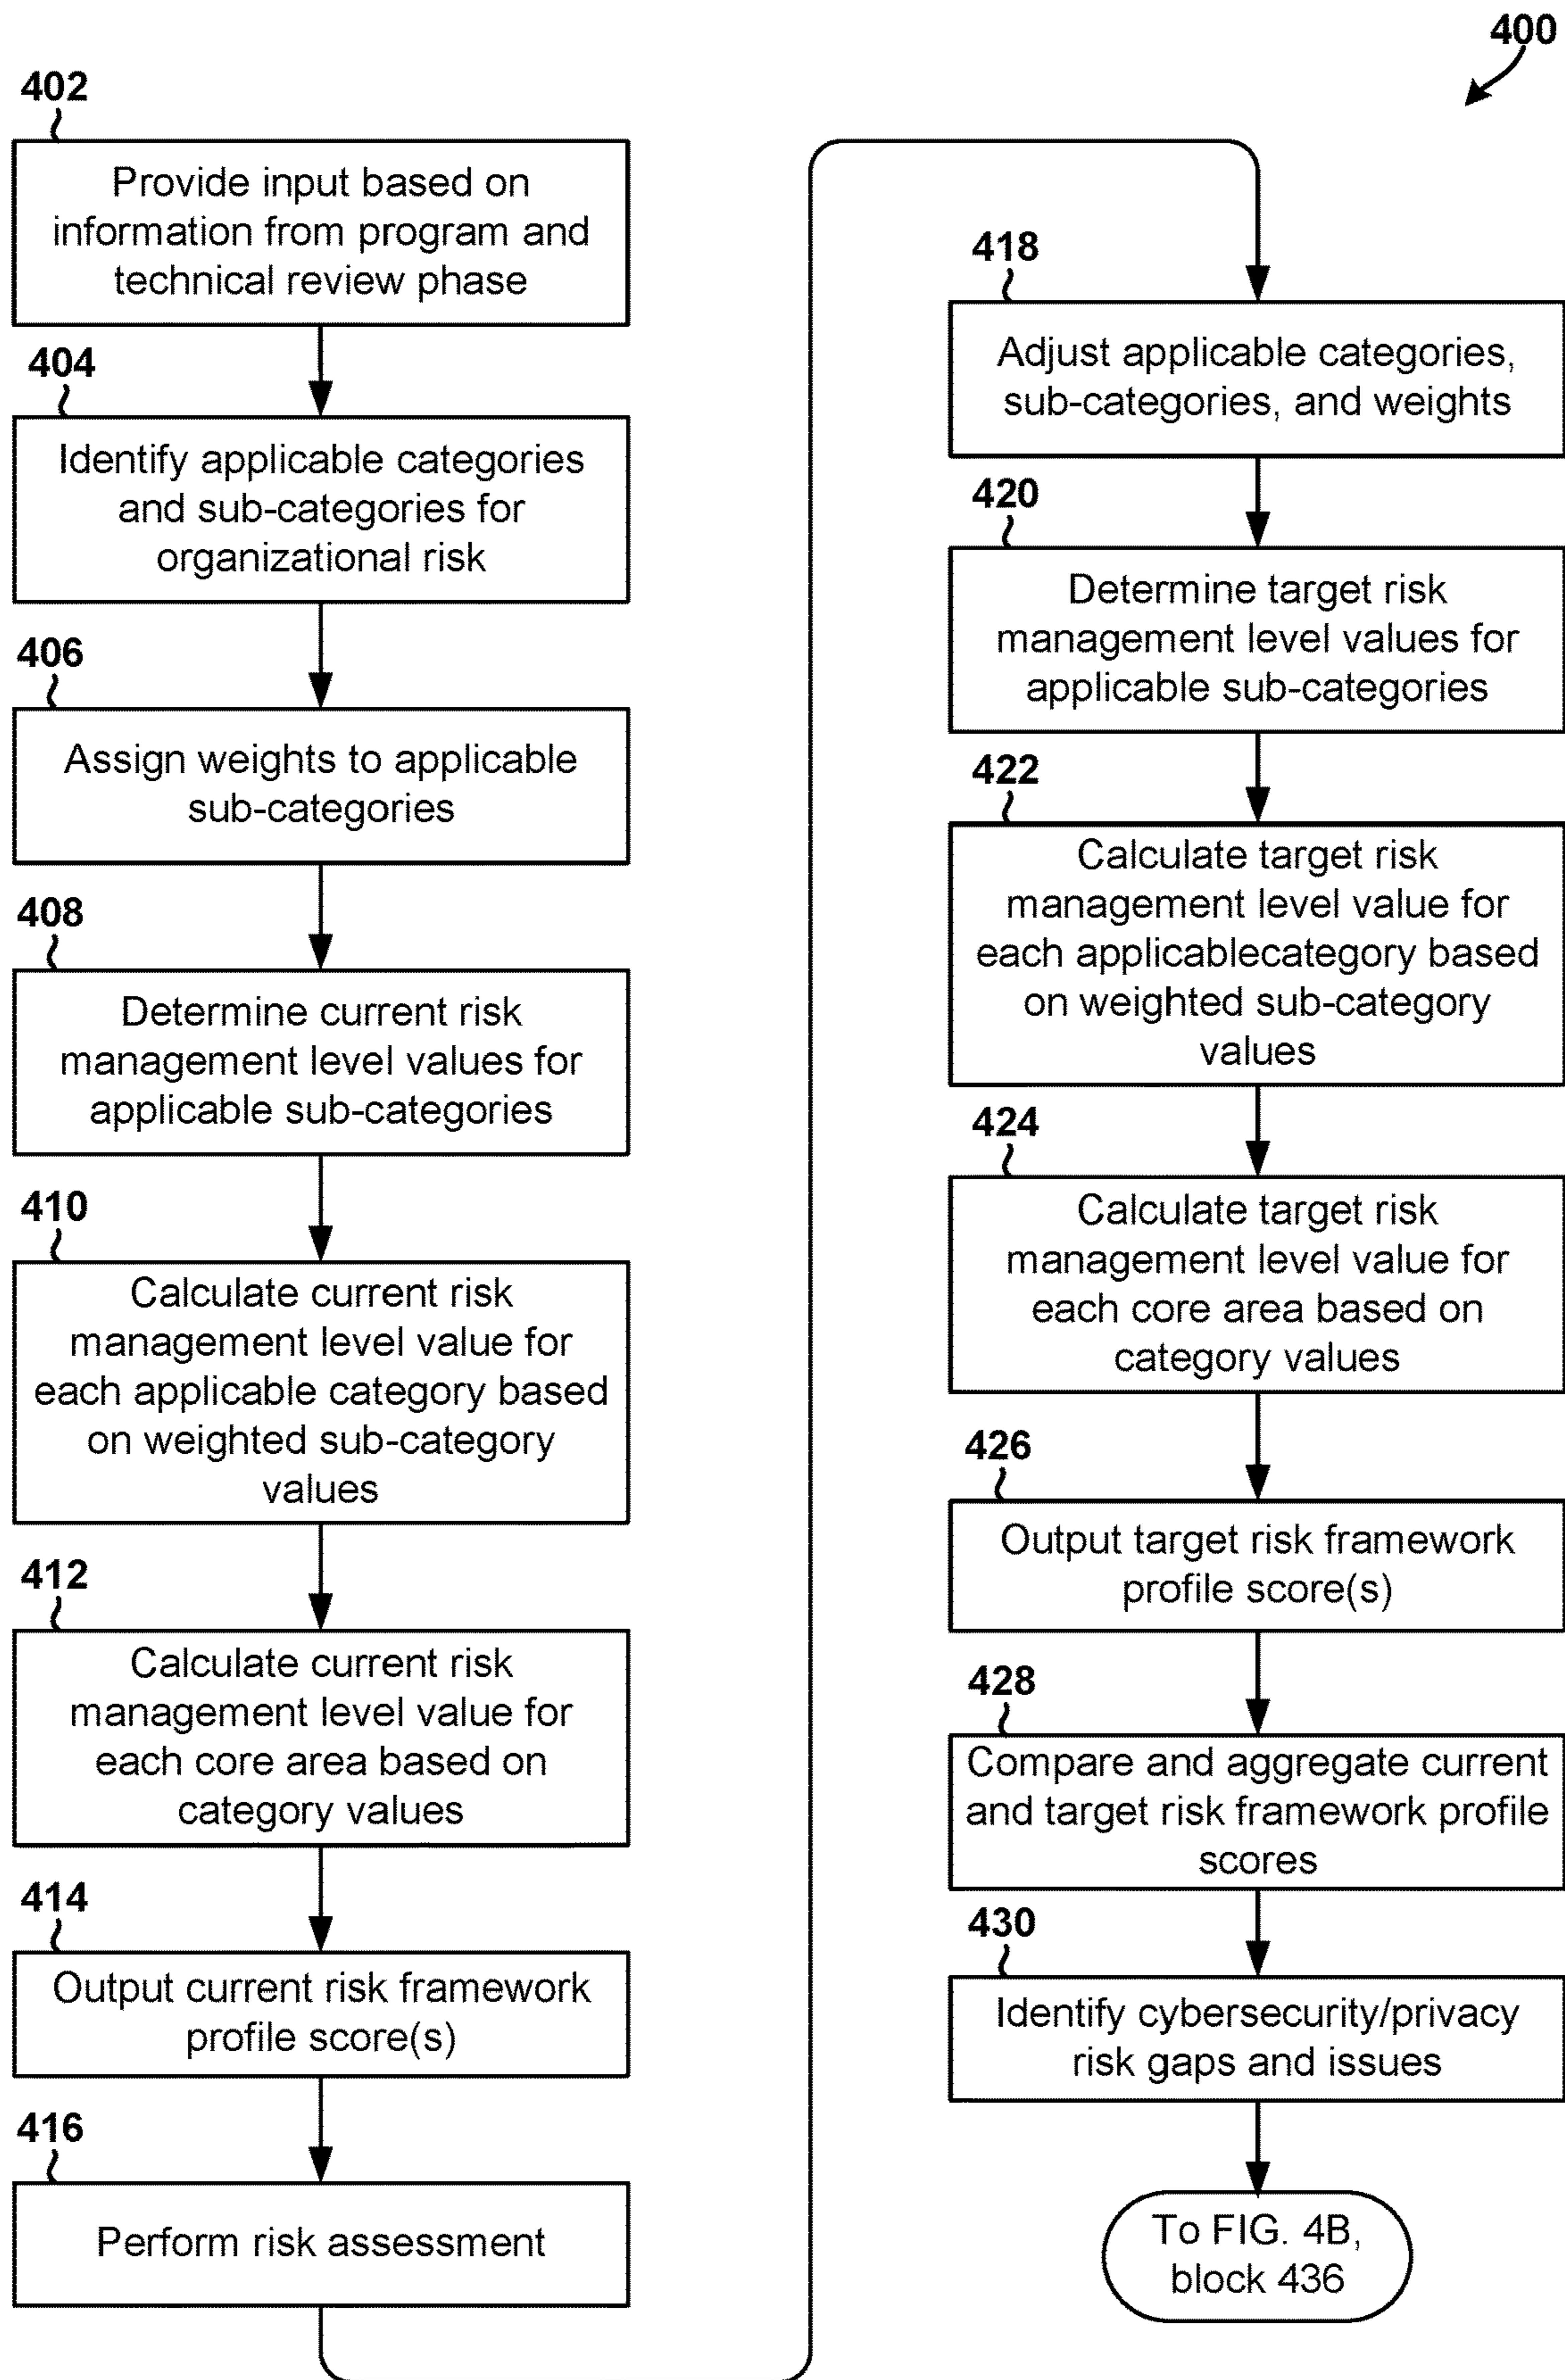 400
402
Provide input based on
information from program and
technical review phase
404
Identify applicable categories
and sub-categories for
organizational risk
406
Assign weights to applicable
sub-categories
408
Determine current risk
management level values for
applicable sub-categories
410
Calculate current risk
management level value for
each applicable category based
on weighted sub-category
values
412
Calculate current risk
management level value for
each core area based on
category values
414
Output current risk framework
profile score(s)
416
Perform risk assessment
418
Adjust applicable categories,
sub-categories, and weights
420
Determine target risk
management level values for
applicable sub-categories
422
Calculate target risk
management level value for
each applicablecategory based
on weighted sub-category
values
424
Calculate target risk
management level value for
each core area based on
category values
426
Output target risk framework
profile score(s)
428
Compare and aggregate current
and target risk framework profile
scores
430
Identify cybersecurity/privacy
risk gaps and issues
To FIG. 4B,
block 436